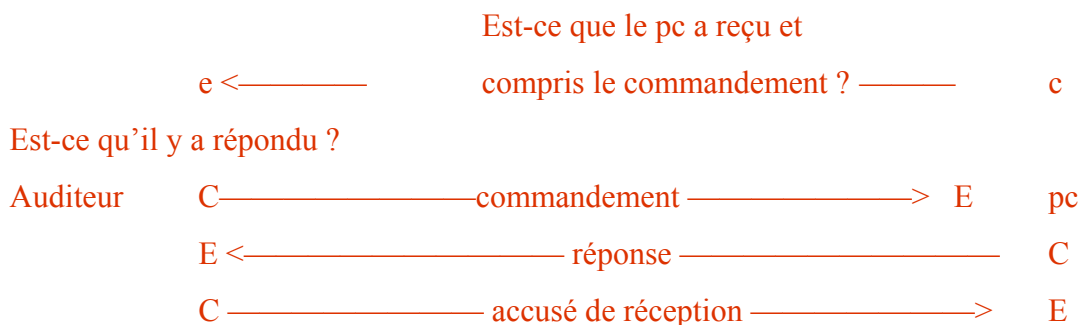 Est-ce que le pc a reçu et
e <———— compris le commandement ? ——— c
Est-ce qu’il y a répondu ?
Auditeur C————————commandement ———————> E pc
E <—————————— réponse —————————— C
C ———————— accusé de réception ———————> E